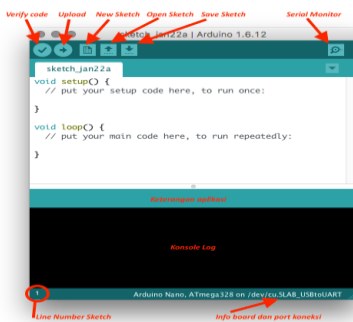 Verify code Upload New Sketch Open Sketch Save Sketch Serial Monitor
sketch_jan22a | Arduino 1.6.12
sketch_jan22a
void setup() {
// put your setup code here, to run once:
}
void loop() {
// put your main code here, to run repeatedly:
}
Keterangan aplikasi
Konsole Log
1 Arduino Nano, ATmega328 on /dev/cu.SLAB_USBtoUART
Line Number Sketch Info board dan port koneksi